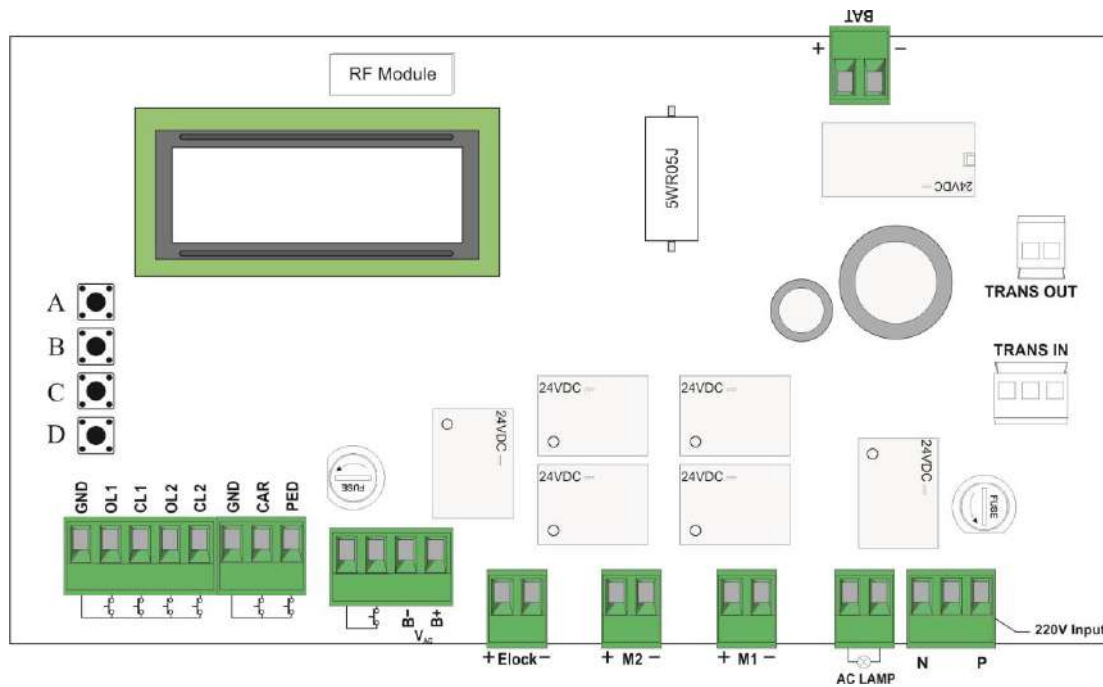 BAT
+ −
RF Module
5WR05J
24VDC
TRANS OUT
TRANS IN
A
B
C
D
24VDC
24VDC
24VDC
24VDC
24VDC
24VDC
FUSE
FUSE
GND OL1 CL1 OL2 CL2 GND CAR PED
B- B+
VAC
+ Elock −
+ M2 −
+ M1 −
AC LAMP
N P
220V Input